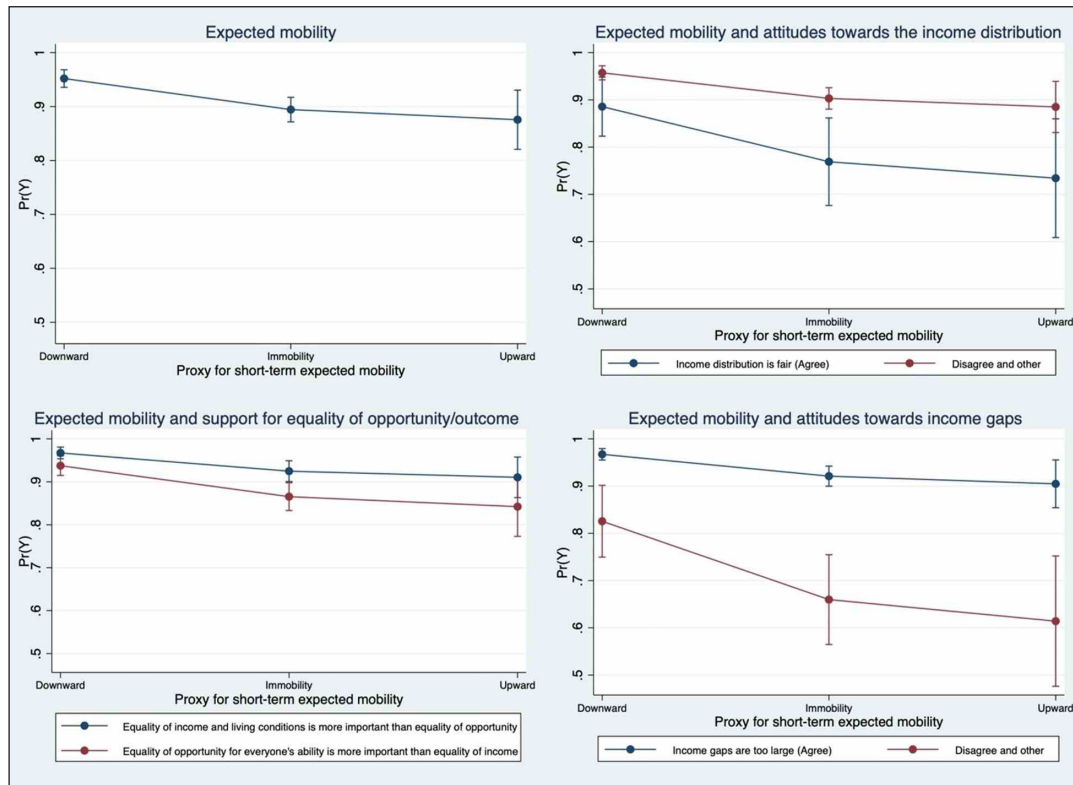 Expected mobility
1
.9
.8
.7
.6
.5
Pr(Y)
Downward
Immobility
Upward
Proxy for short-term expected mobility
Expected mobility and attitudes towards the income distribution
1
.9
.8
.7
.6
.5
Pr(Y)
Downward
Immobility
Upward
Proxy for short-term expected mobility
Income distribution is fair (Agree)
Disagree and other
Expected mobility and support for equality of opportunity/outcome
1
.9
.8
.7
.6
.5
Pr(Y)
Downward
Immobility
Upward
Proxy for short-term expected mobility
Equality of income and living conditions is more important than equality of opportunity
Equality of opportunity for everyone's ability is more important than equality of income
Expected mobility and attitudes towards income gaps
1
.9
.8
.7
.6
.5
Pr(Y)
Downward
Immobility
Upward
Proxy for short-term expected mobility
Income gaps are too large (Agree)
Disagree and other